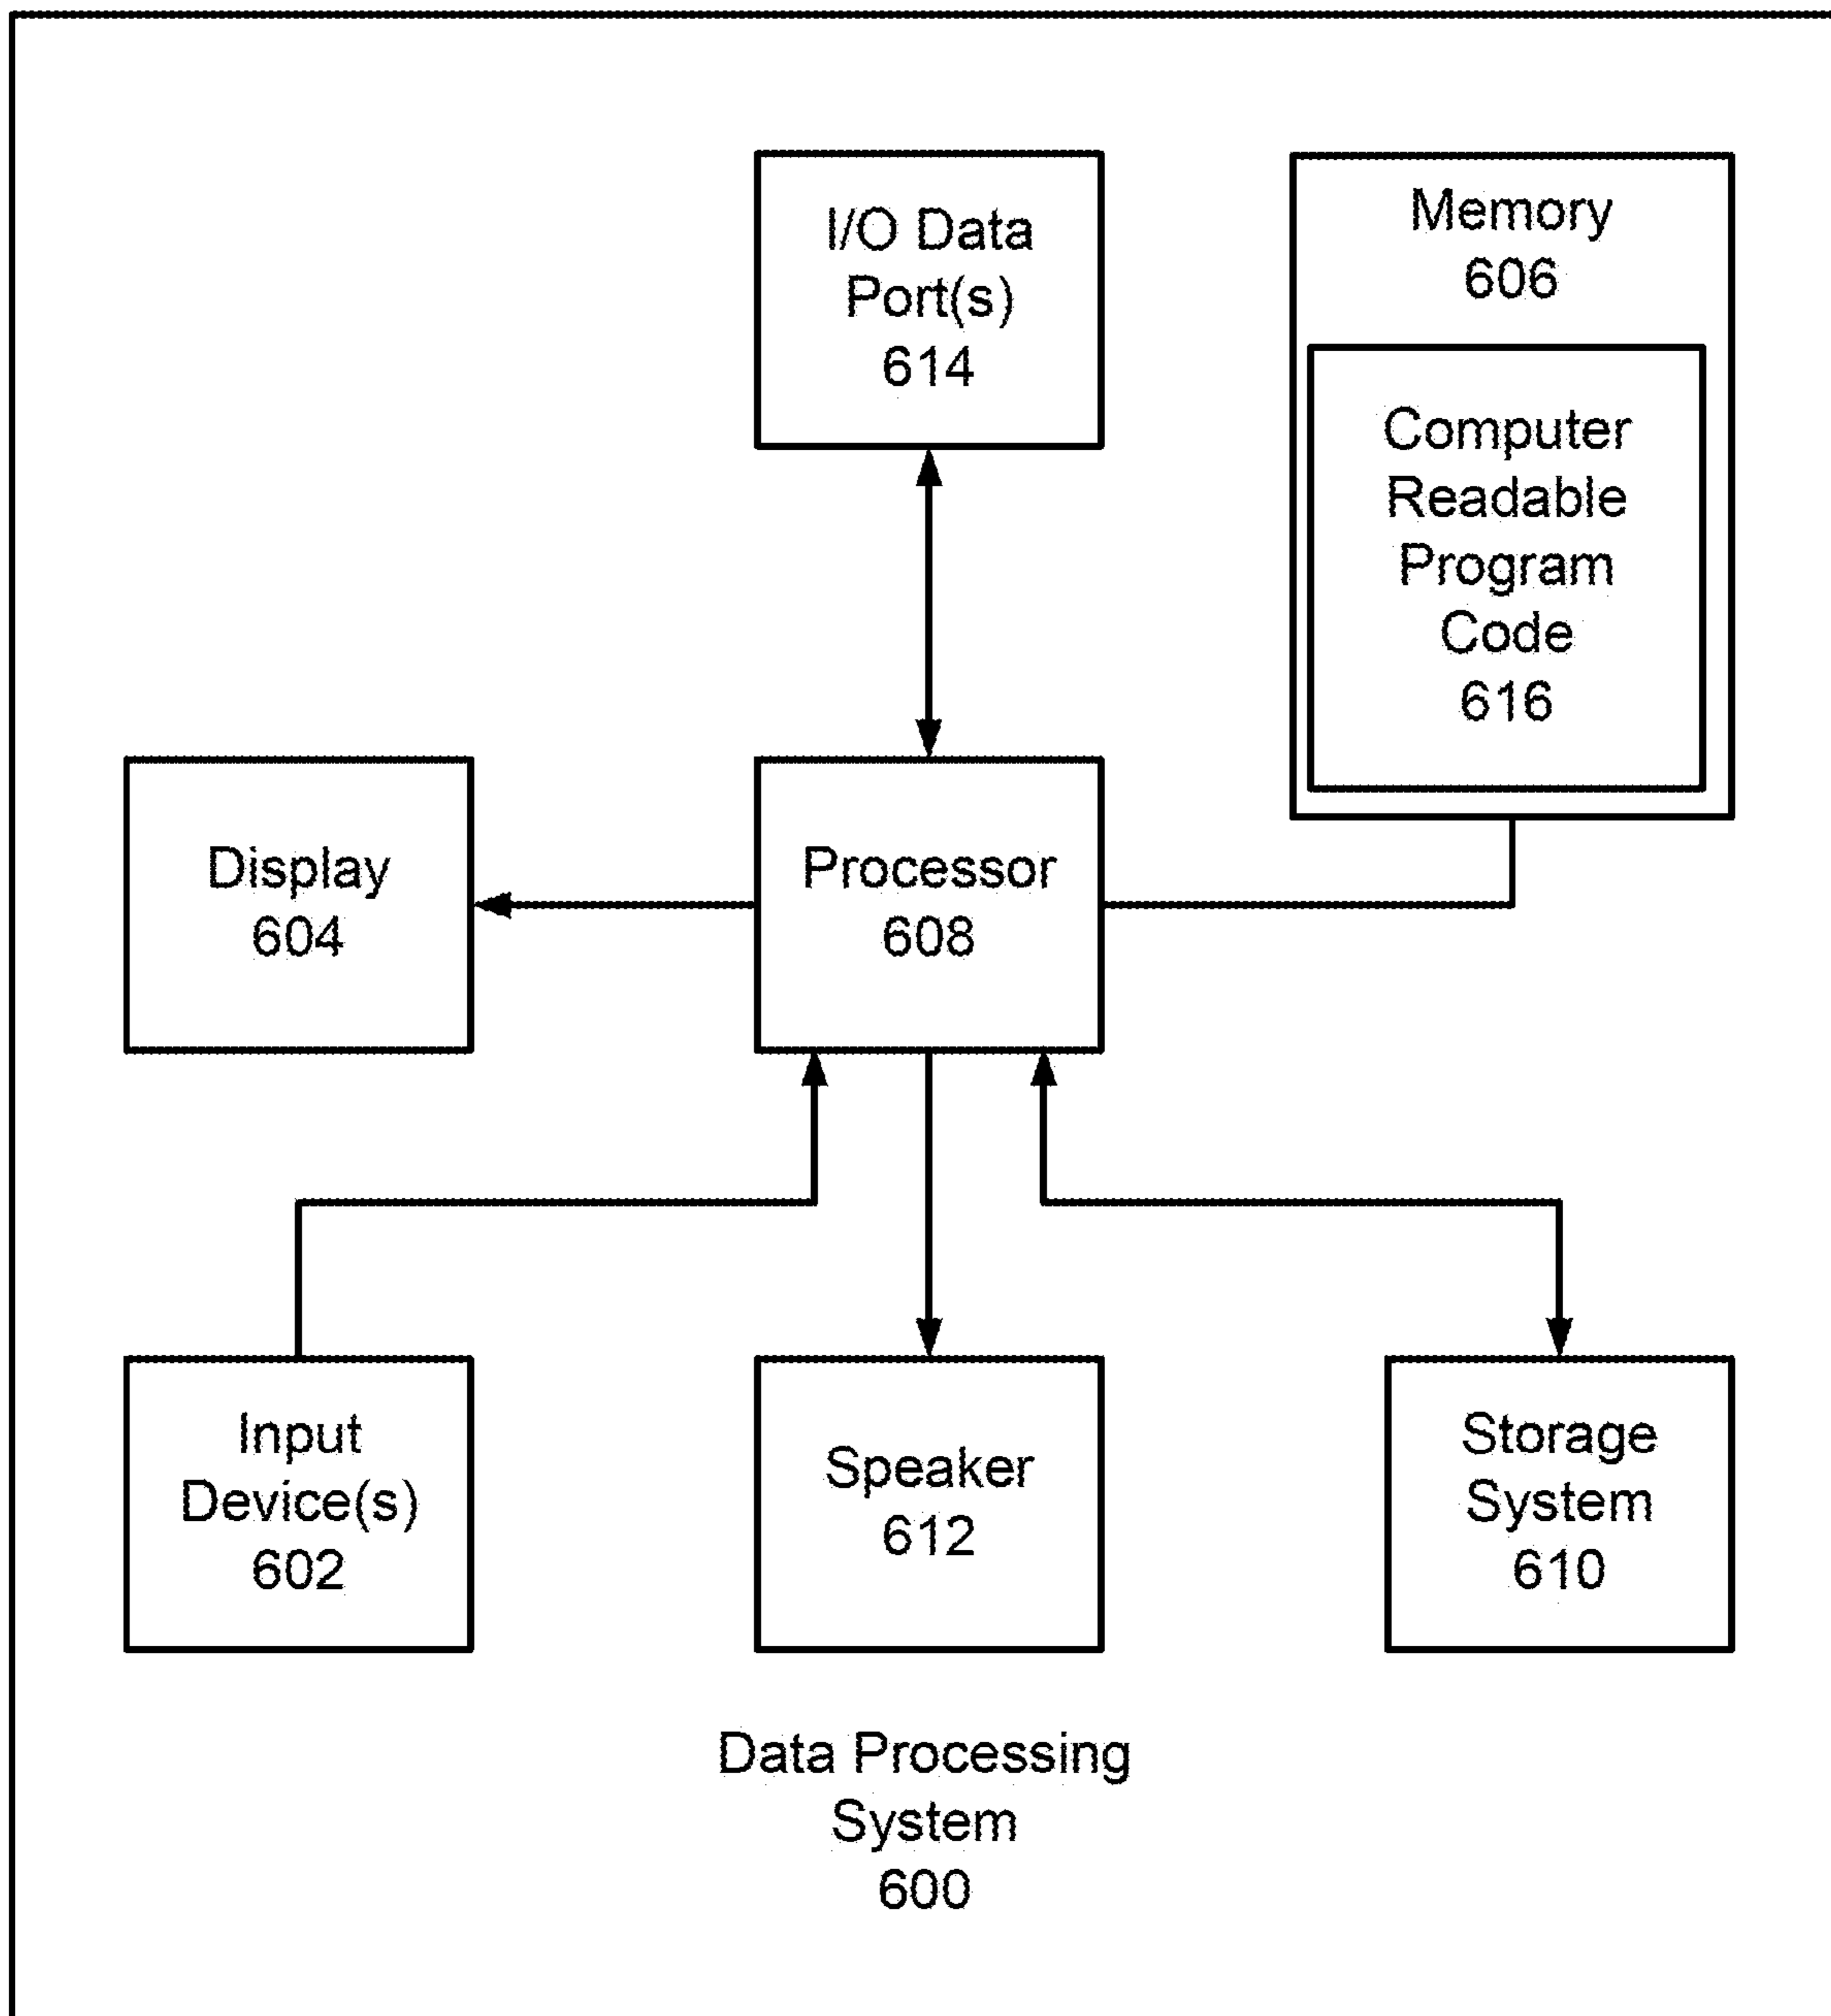 I/O Data
Port(s)
614
Memory
606
Computer
Readable
Program
Code
616
Display
604
Processor
608
Input
Device(s)
602
Speaker
612
Storage
System
610
Data Processing
System
600